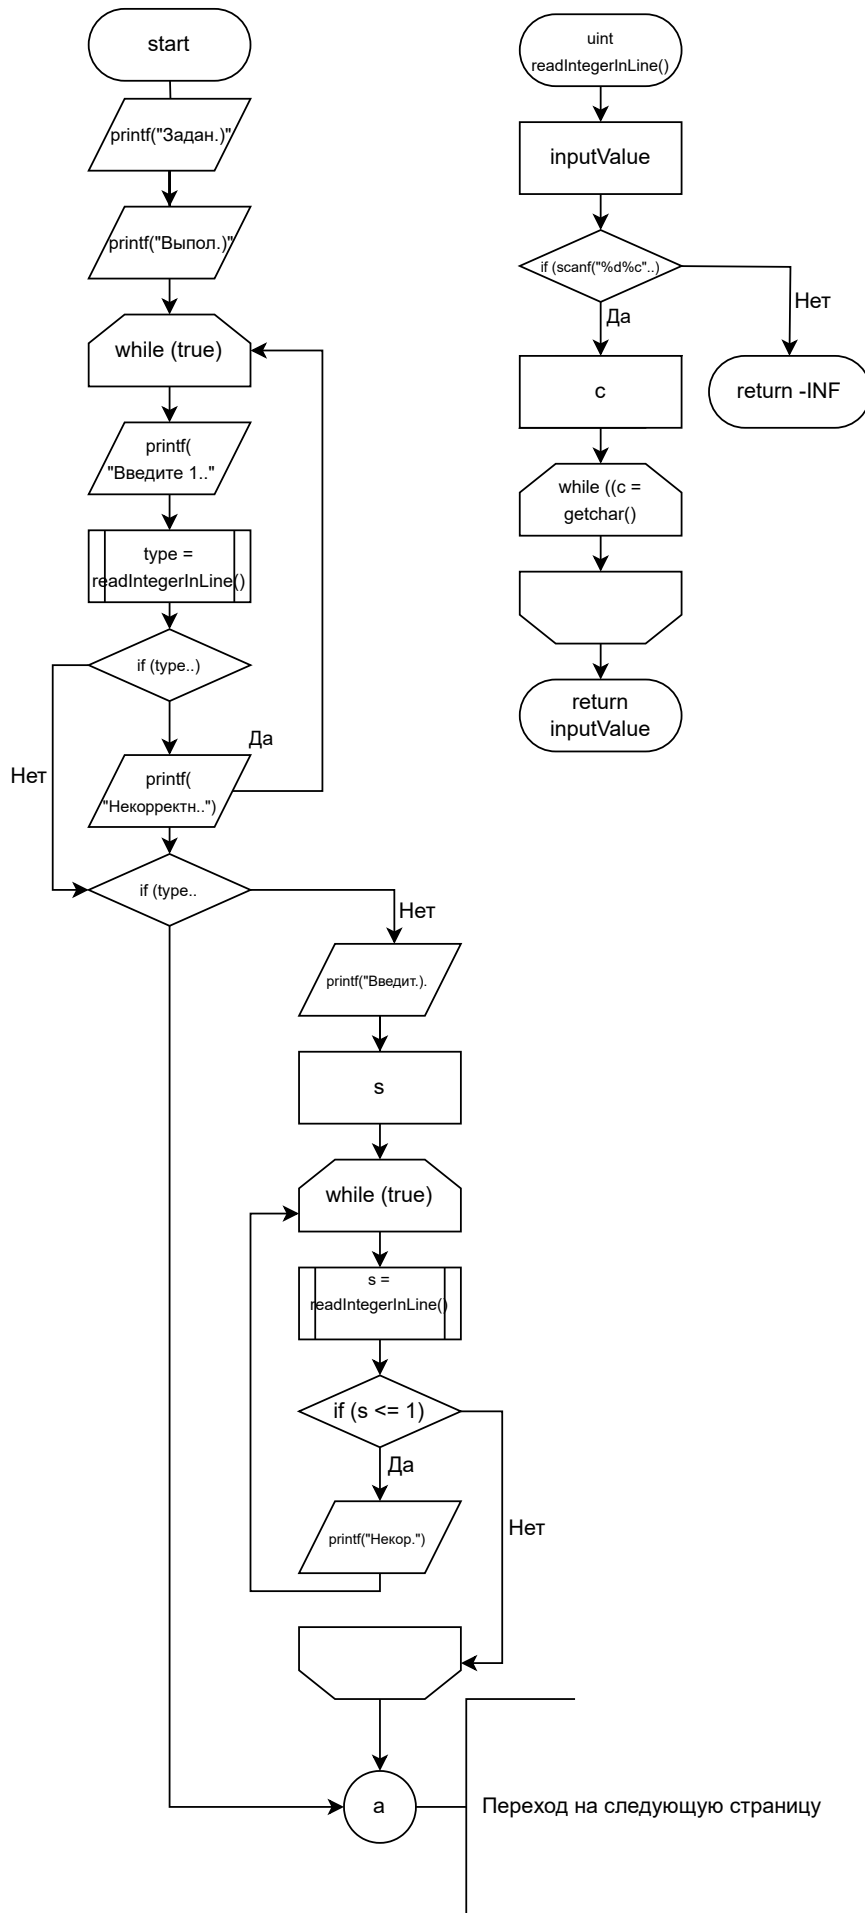 start
printf("Задан.)"
printf("Выпол.)"
while (true)
printf(
"Введите 1.."
type =
readIntegerInLine()
if (type..)
Да
Нет
printf(
"Некорректн..")
if (type..
Нет
printf("Введит.).
s
while (true)
s =
readIntegerInLine()
if (s <= 1)
Да
Нет
printf("Некор.")
a
Переход на следующую страницу
uint
readIntegerInLine()
inputValue
if (scanf("%d%c"..)
Нет
Да
return -INF
c
while ((c =
getchar()
return
inputValue